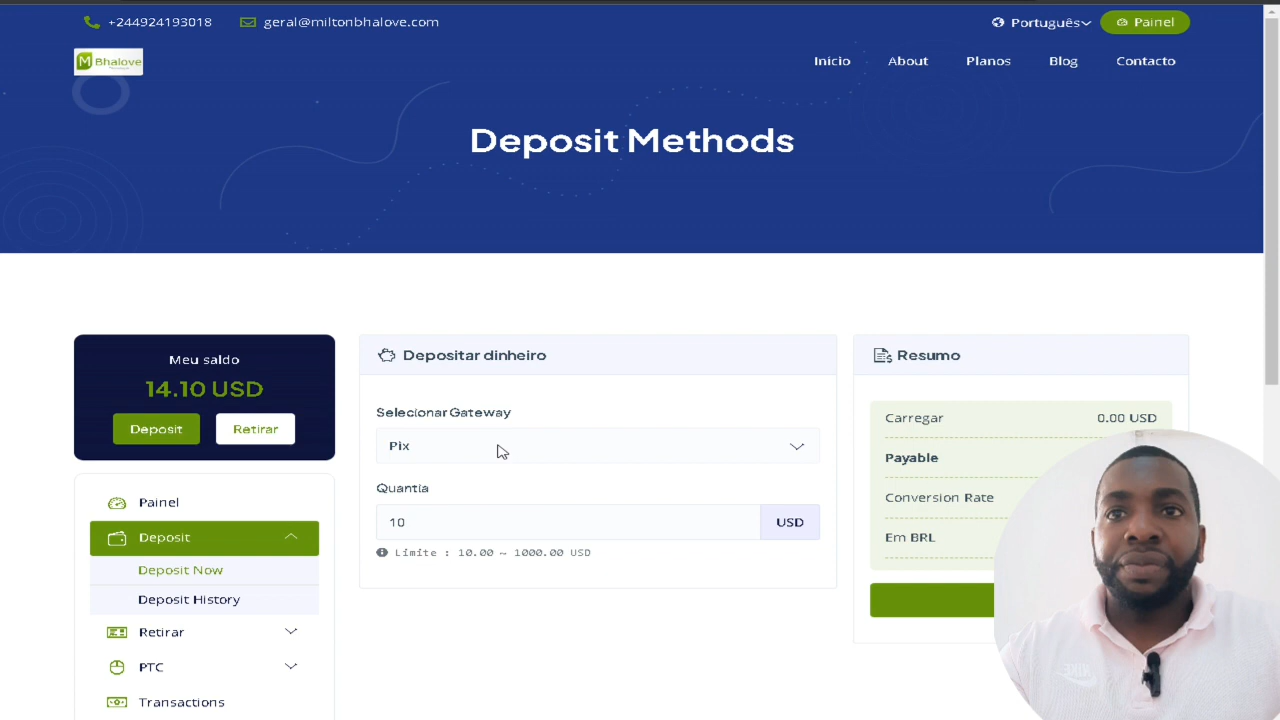 +244924193018
geral@miltonbhalove.com
Português
Painel
M Bhalove
Inicio
About
Planos
Blog
Contacto
Deposit Methods
Meu saldo
14.10 USD
Deposit
Retirar
Painel
Deposit
Deposit Now
Deposit History
Retirar
PTC
Transactions
Depositar dinheiro
Selecionar Gateway
Pix
Quantia
10
USD
Limite : 10.00 ~ 1000.00 USD
Resumo
Carregar 0.00 USD
Payable
Conversion Rate
Em BRL